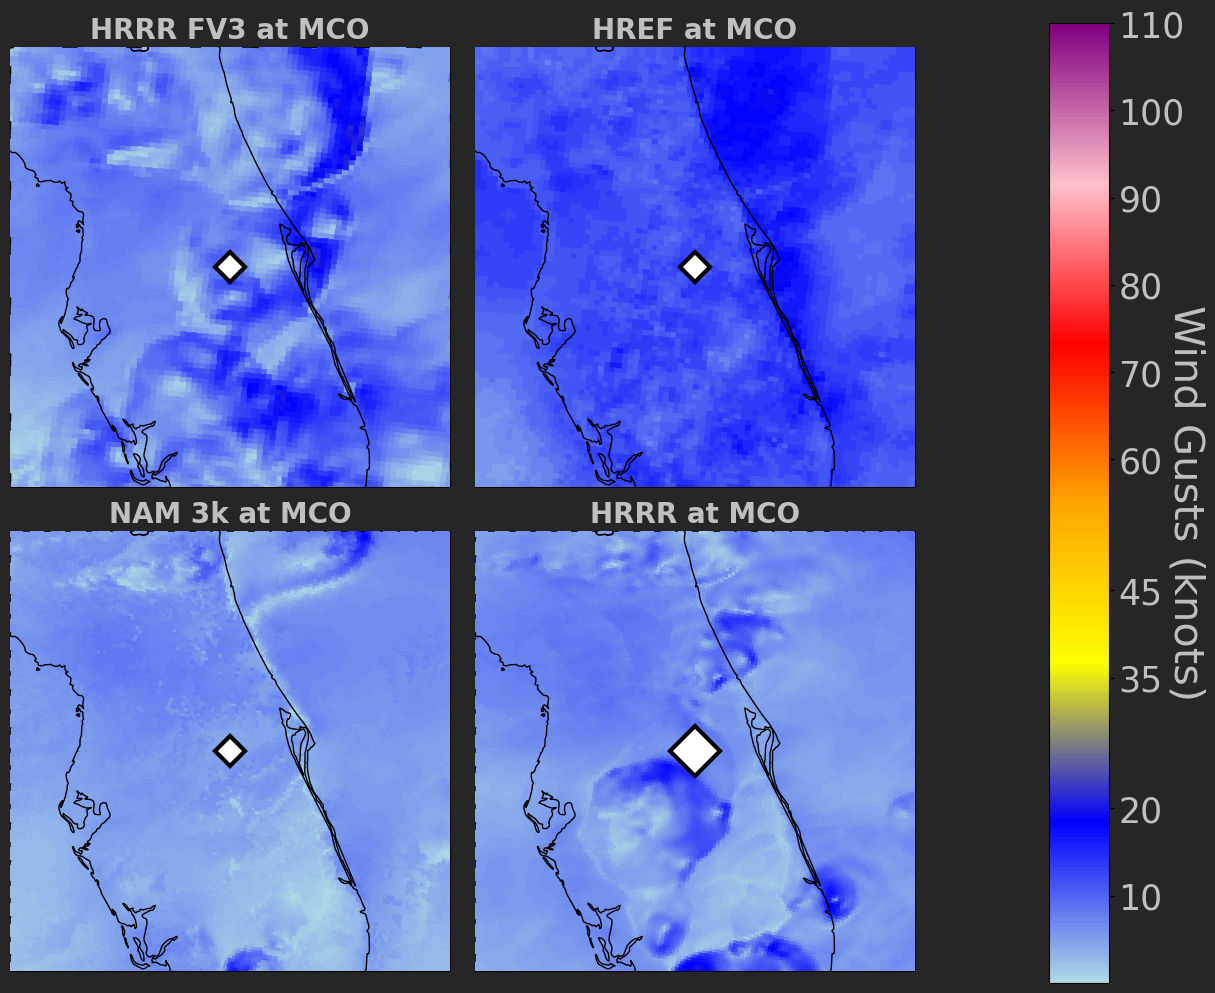 HRRR FV3 at MCO
HREF at MCO
NAM 3k at MCO
HRRR at MCO
110
100
90
80
70
60
45
35
20
10
Wind Gusts (knots)